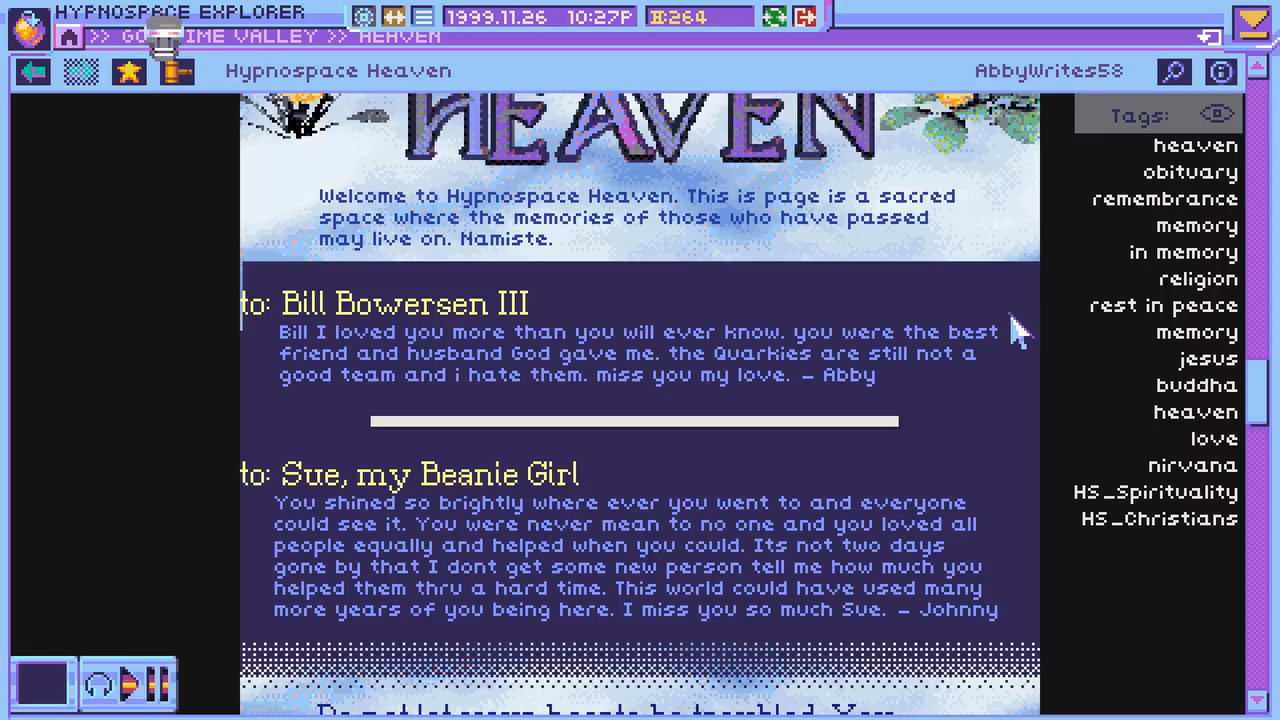 HYPNOSPACE EXPLORER
1999.11.26 10:27P
264
>> GO IME VALLEY >> HEAVEN
Hypnospace Heaven
AbbyWrites58
HEAVEN
Welcome to Hypnospace Heaven. This is page is a sacred
space where the memories of those who have passed
may live on. Namiste.
to: Bill Bowersen III
Bill I loved you more than you will ever know. you were the best
friend and husband God gave me. the Quarkies are still not a
good team and i hate them. miss you my love. - Abby
to: Sue, my Beanie Girl
You shined so brightly where ever you went to and everyone
could see it. You were never mean to no one and you loved all
people equally and helped when you could. Its not two days
gone by that I dont get some new person tell me how much you
helped them thru a hard time. This world could have used many
more years of you being here. I miss you so much Sue. - Johnny
Tags:
heaven
obituary
remembrance
memory
in memory
religion
rest in peace
memory
jesus
buddha
heaven
love
nirvana
HS_Spirituality
HS_Christians